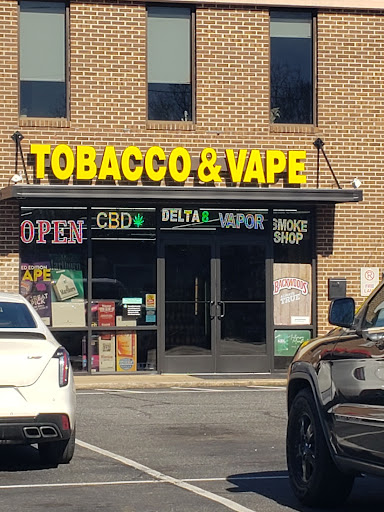 TOBACCO & VAPE
OPEN
CBD
DELTA 8
VAPOR
SMOKE
SHOP
BACKWOODS